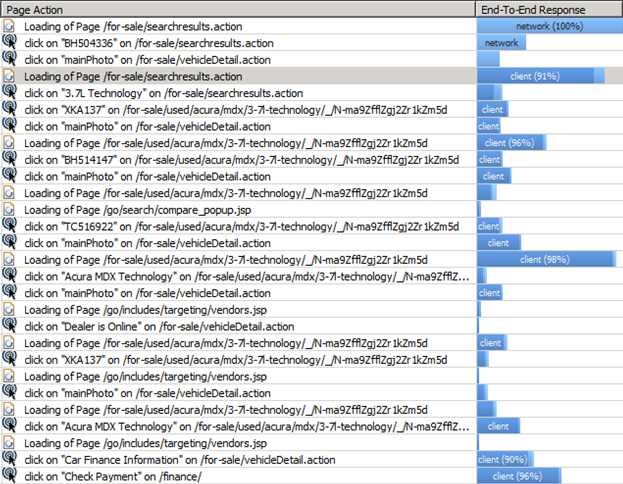 Page Action End-To-End Response
Loading of Page /for-sale/searchresults.action network (100%)
click on "BH504336" on /for-sale/searchresults.action network
click on "mainPhoto" on /for-sale/vehicleDetail.action
Loading of Page /for-sale/searchresults.action client (91%)
click on "3.7L Technology" on /for-sale/searchresults.action
click on "XKA137" on /for-sale/used/acura/mdx/3-7l-technology/_/N-ma9ZfflZgj2Zr1kZm5d client
click on "mainPhoto" on /for-sale/vehicleDetail.action client
Loading of Page /for-sale/used/acura/mdx/3-7l-technology/_/N-ma9ZfflZgj2Zr1kZm5d client (96%)
click on "BH514147" on /for-sale/used/acura/mdx/3-7l-technology/_/N-ma9ZfflZgj2Zr1kZm5d client
click on "mainPhoto" on /for-sale/vehicleDetail.action client
Loading of Page /for-sale/used/acura/mdx/3-7l-technology/_/N-ma9ZfflZgj2Zr1kZm5d
Loading of Page /go/search/compare_popup.jsp
click on "TC516922" on /for-sale/used/acura/mdx/3-7l-technology/_/N-ma9ZfflZgj2Zr1kZm5d client
click on "mainPhoto" on /for-sale/vehicleDetail.action client
Loading of Page /for-sale/used/acura/mdx/3-7l-technology/_/N-ma9ZfflZgj2Zr1kZm5d client (98%)
click on "Acura MDX Technology" on /for-sale/used/acura/mdx/3-7l-technology/_/N-ma9ZfflZ...
click on "mainPhoto" on /for-sale/vehicleDetail.action client
Loading of Page /go/includes/targeting/vendors.jsp
click on "Dealer is Online" on /for-sale/vehicleDetail.action
Loading of Page /for-sale/used/acura/mdx/3-7l-technology/_/N-ma9ZfflZgj2Zr1kZm5d client
click on "XKA137" on /for-sale/used/acura/mdx/3-7l-technology/_/N-ma9ZfflZgj2Zr1kZm5d
Loading of Page /go/includes/targeting/vendors.jsp
click on "mainPhoto" on /for-sale/vehicleDetail.action
Loading of Page /for-sale/used/acura/mdx/3-7l-technology/_/N-ma9ZfflZgj2Zr1kZm5d
click on "Acura MDX Technology" on /for-sale/used/acura/mdx/3-7l-technology/_/N-ma9ZfflZ... client
Loading of Page /go/includes/targeting/vendors.jsp
click on "Car Finance Information" on /for-sale/vehicleDetail.action client (90%)
click on "Check Payment" on /finance/ client (96%)